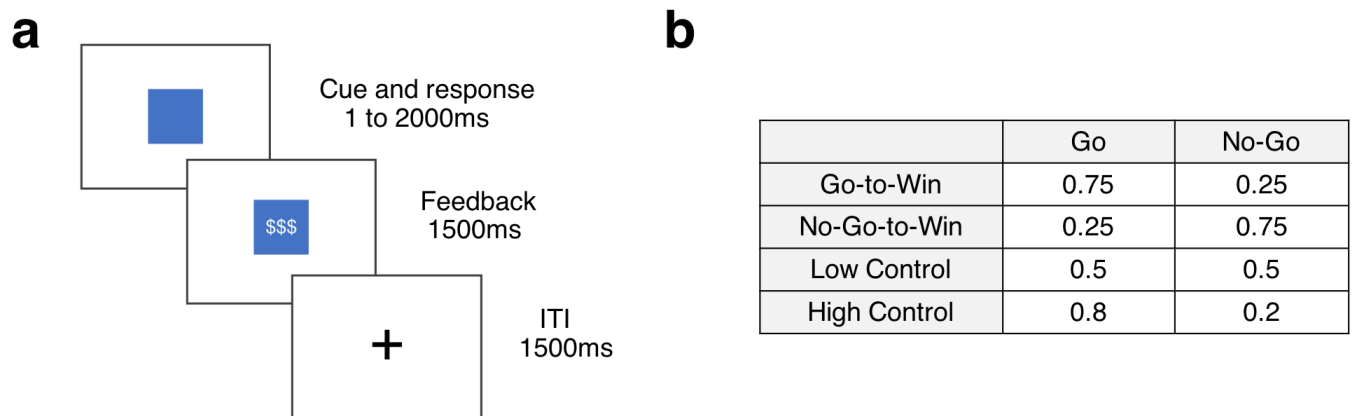 a
Cue and response
1 to 2000ms
$$$
Feedback
1500ms
+
ITI
1500ms
b
Go No-Go
Go-to-Win 0.75 0.25
No-Go-to-Win 0.25 0.75
Low Control 0.5 0.5
High Control 0.8 0.2